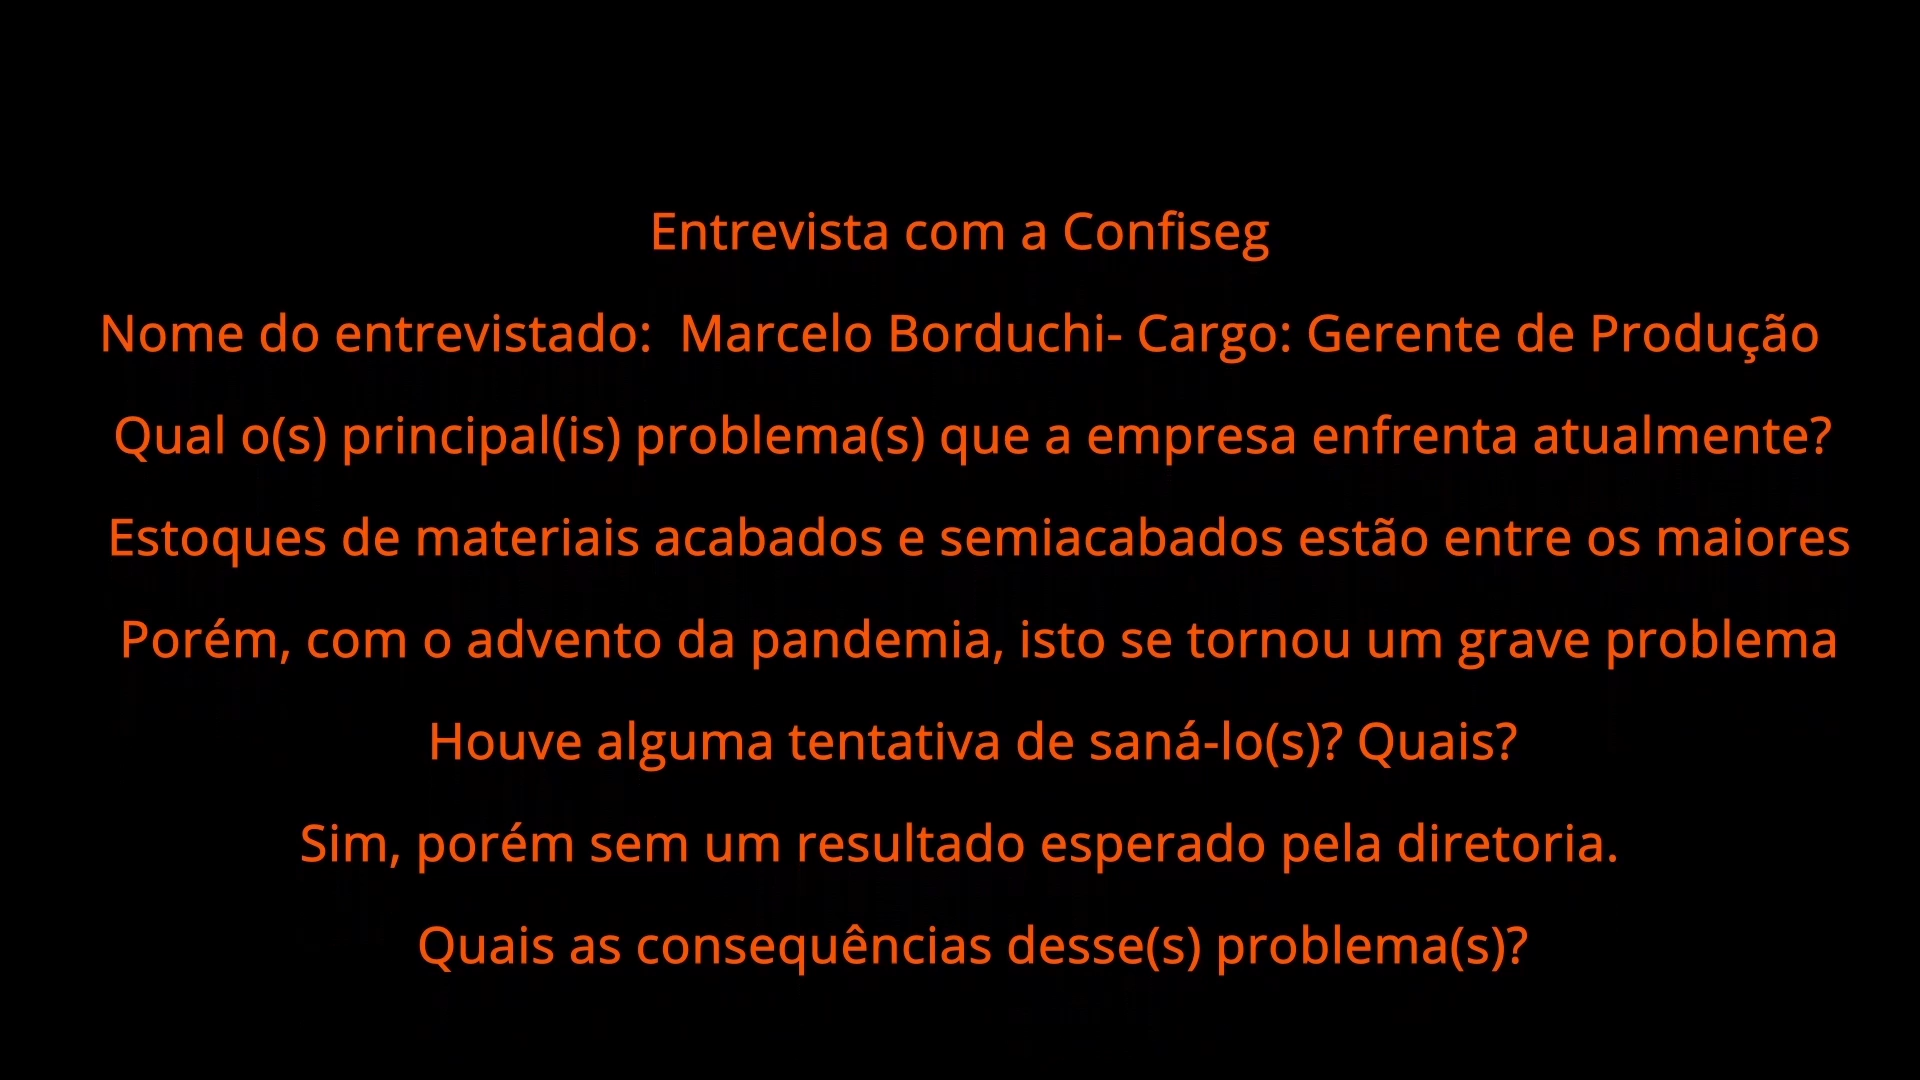 Entrevista com a Confiseg
Nome do entrevistado:  Marcelo Borduchi- Cargo: Gerente de Produção
Qual o(s) principal(is) problema(s) que a empresa enfrenta atualmente?
Estoques de materiais acabados e semiacabados estão entre os maiores
Porém, com o advento da pandemia, isto se tornou um grave problema
Houve alguma tentativa de saná-lo(s)? Quais?
Sim, porém sem um resultado esperado pela diretoria.
Quais as consequências desse(s) problema(s)?